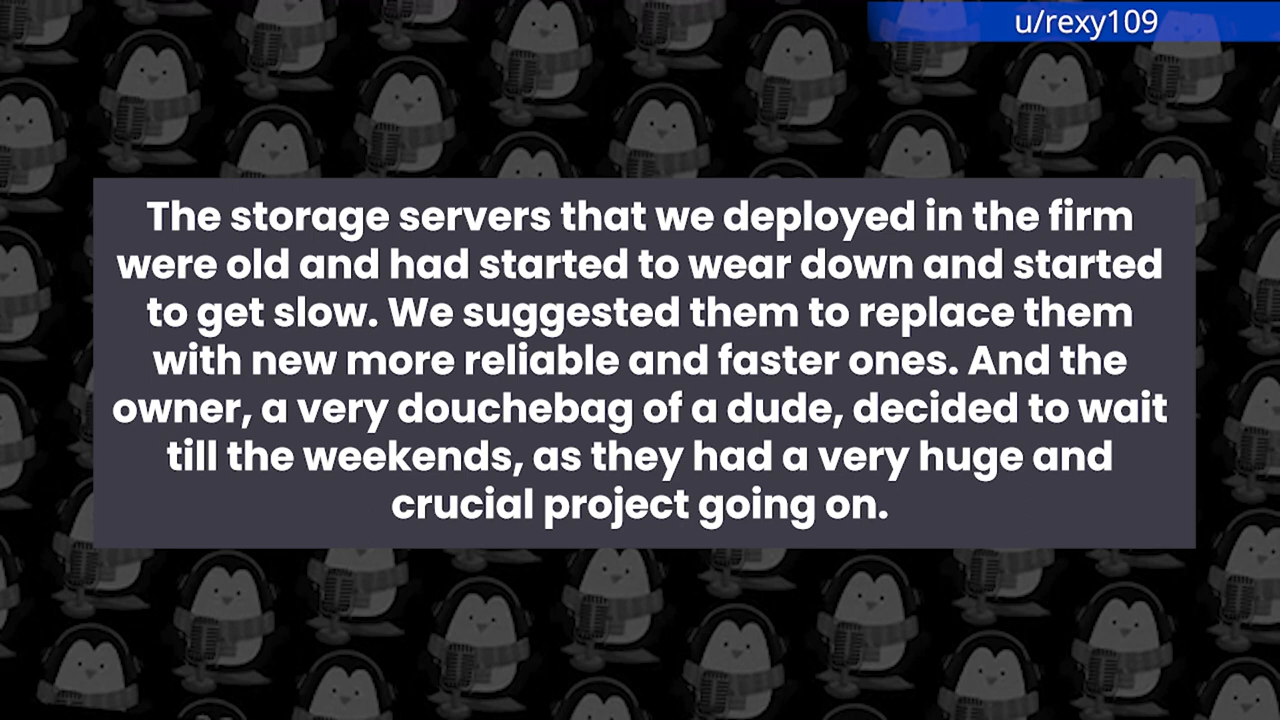 u/rexy109
The storage servers that we deployed in the firm
were old and had started to wear down and started
to get slow. We suggested them to replace them
with new more reliable and faster ones. And the
owner, a very douchebag of a dude, decided to wait
till the weekends, as they had a very huge and
crucial project going on.